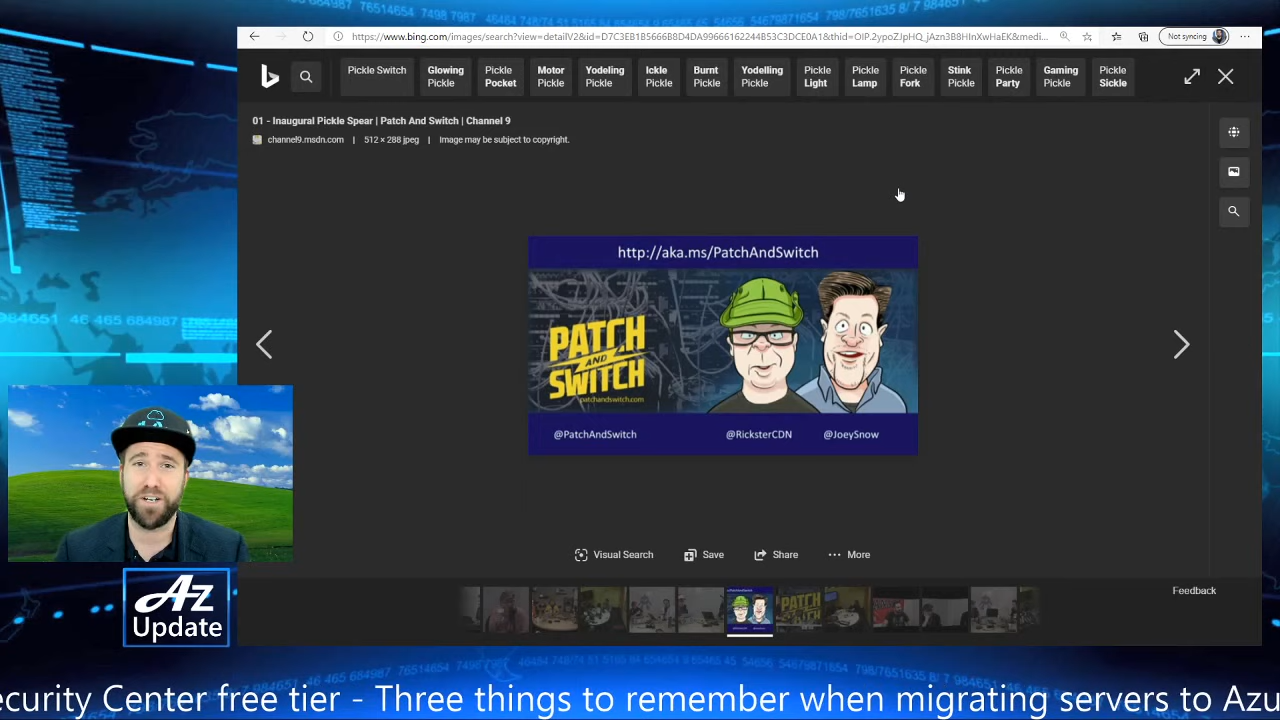 https://www.bing.com/images/search?view=detailV2&id=D7C3EB1B5666B8D4DA99666162244B53C3DCE0A1&thid=OIP.2ypoZJpHQ_jAzn3B8HInXwHaEK&medi...
Not syncing
Pickle Switch
Glowing Pickle
Pickle Pocket
Motor Pickle
Yodeling Pickle
Ickle Pickle
Burnt Pickle
Yodelling Pickle
Pickle Light
Pickle Lamp
Pickle Fork
Stink Pickle
Pickle Party
Gaming Pickle
Pickle Sickle
01 - Inaugural Pickle Spear | Patch And Switch | Channel 9
channel9.msdn.com | 512 × 288 jpeg | Image may be subject to copyright.
http://aka.ms/PatchAndSwitch
PATCH
AND
SWITCH
patchandswitch.com
@PatchAndSwitch @RicksterCDN @JoeySnow
Visual Search Save Share More
Feedback
Az
Update
ecurity Center free tier - Three things to remember when migrating servers to Azu